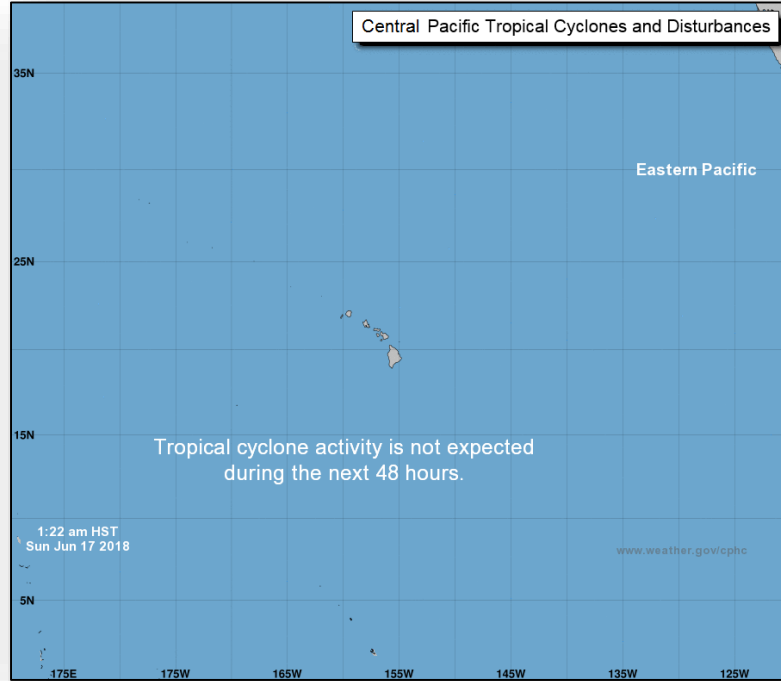 Central Pacific Tropical Cyclones and Disturbances
35N
Eastern Pacific
25N
15N
Tropical cyclone activity is not expected
during the next 48 hours.
1:22 am HST
Sun Jun 17 2018
www.weather.gov/cphc
5N
175E 175W 165W 155W 145W 135W 125W